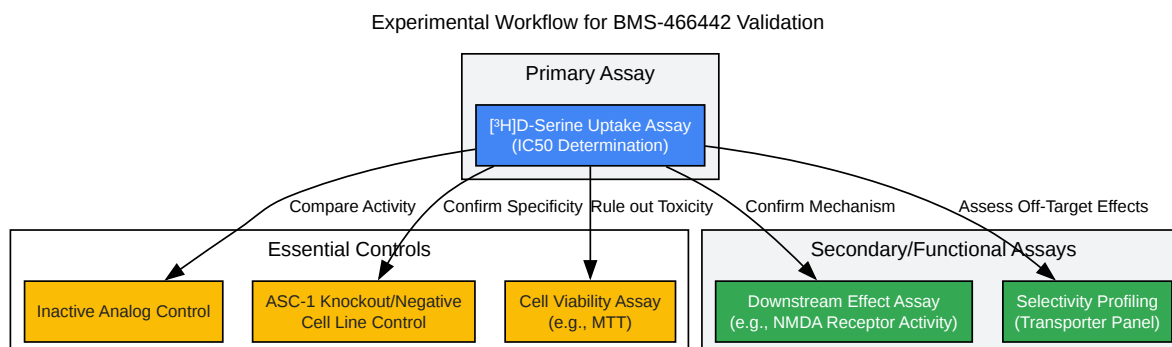 Experimental Workflow for BMS-466442 Validation
Primary Assay
[³H]D-Serine Uptake Assay
(IC50 Determination)
Compare Activity
Confirm Specificity
Rule out Toxicity
Confirm Mechanism
Assess Off-Target Effects
Essential Controls
Secondary/Functional Assays
Inactive Analog Control
ASC-1 Knockout/Negative
Cell Line Control
Cell Viability Assay
(e.g., MTT)
Downstream Effect Assay
(e.g., NMDA Receptor Activity)
Selectivity Profiling
(Transporter Panel)